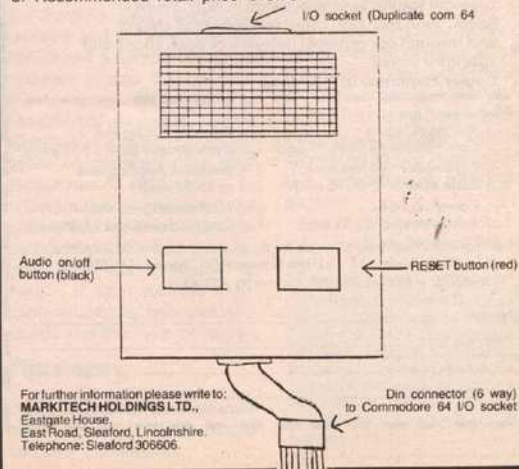 I/O socket (Duplicate com 64
Audio on/off
button (black)
RESET button (red)
For further information please write to:
MARKITECH HOLDINGS LTD.,
Eastgate House,
East Road, Sleaford, Lincolnshire.
Telephone: Sleaford 306606.
Din connector (6 way)
to Commodore 64 I/O socket